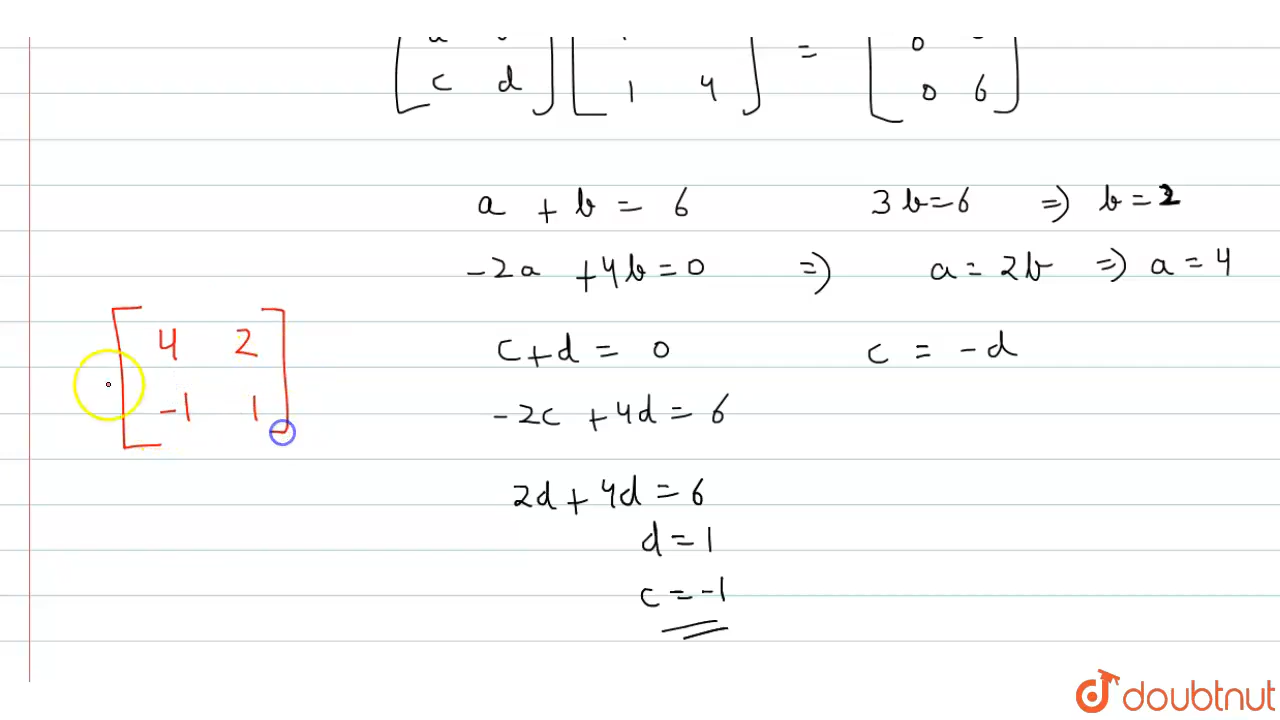 c d 1 4 = 0 0 6
a + b = 6 3b=6 => b=2
-2a +4b=0 => a = 2b => a = 4
4 2 c+d = 0 c = -d
-1 1 -2c +4d = 6
2d+4d=6
d=1
c=-1
doubtnut